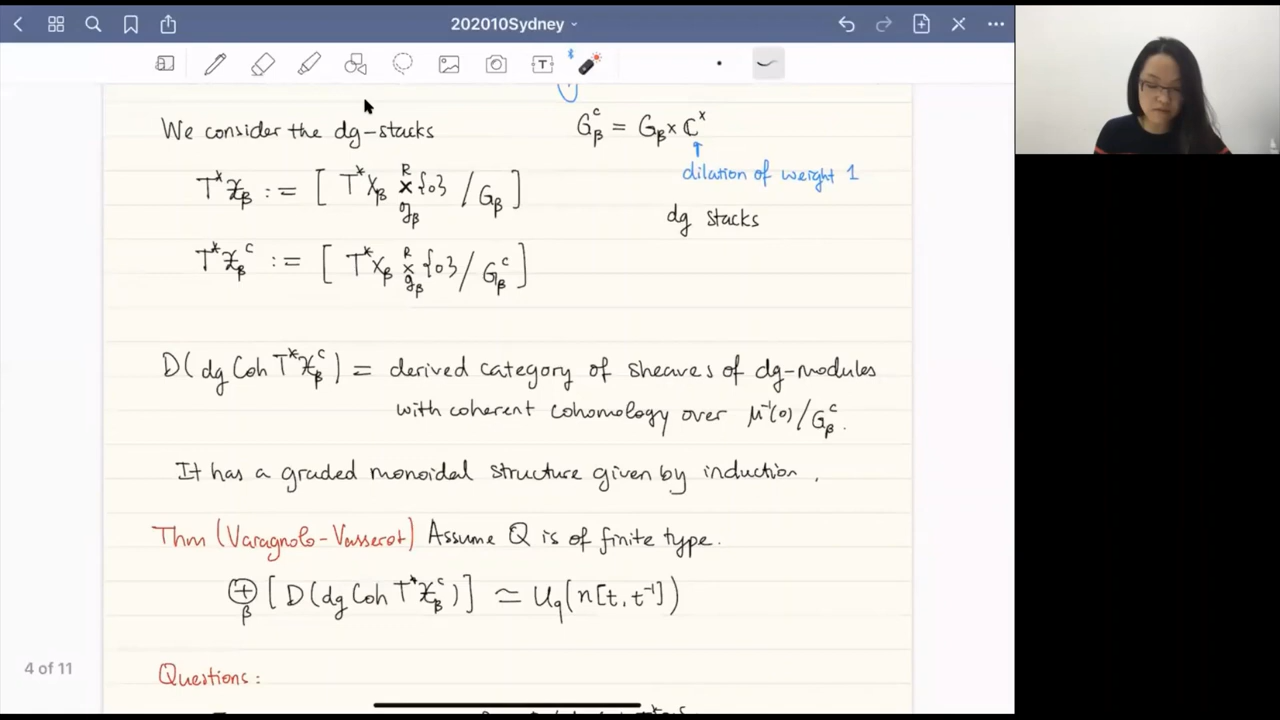 202010Sydney
We consider the dg-stacks
G_β^c = G_β × ℂ^×
dilation of weight 1
T*𝔛_β := [ T*X_β ×^R_{𝔤_β} {0} / G_β ]
dg stacks
T*𝔛_β^c := [ T*X_β ×^R_{𝔤_β} {0} / G_β^c ]
D(dg Coh T*𝔛_β^c) = derived category of sheaves of dg-modules
with coherent cohomology over μ^{-1}(0)/G_β^c.
It has a graded monoidal structure given by induction.
Thm (Varagnolo-Vasserot) Assume Q is of finite type.
⊕_β [ D(dg Coh T*𝔛_β^c) ] ≃ U_q(n[t, t^{-1}])
4 of 11
Questions: